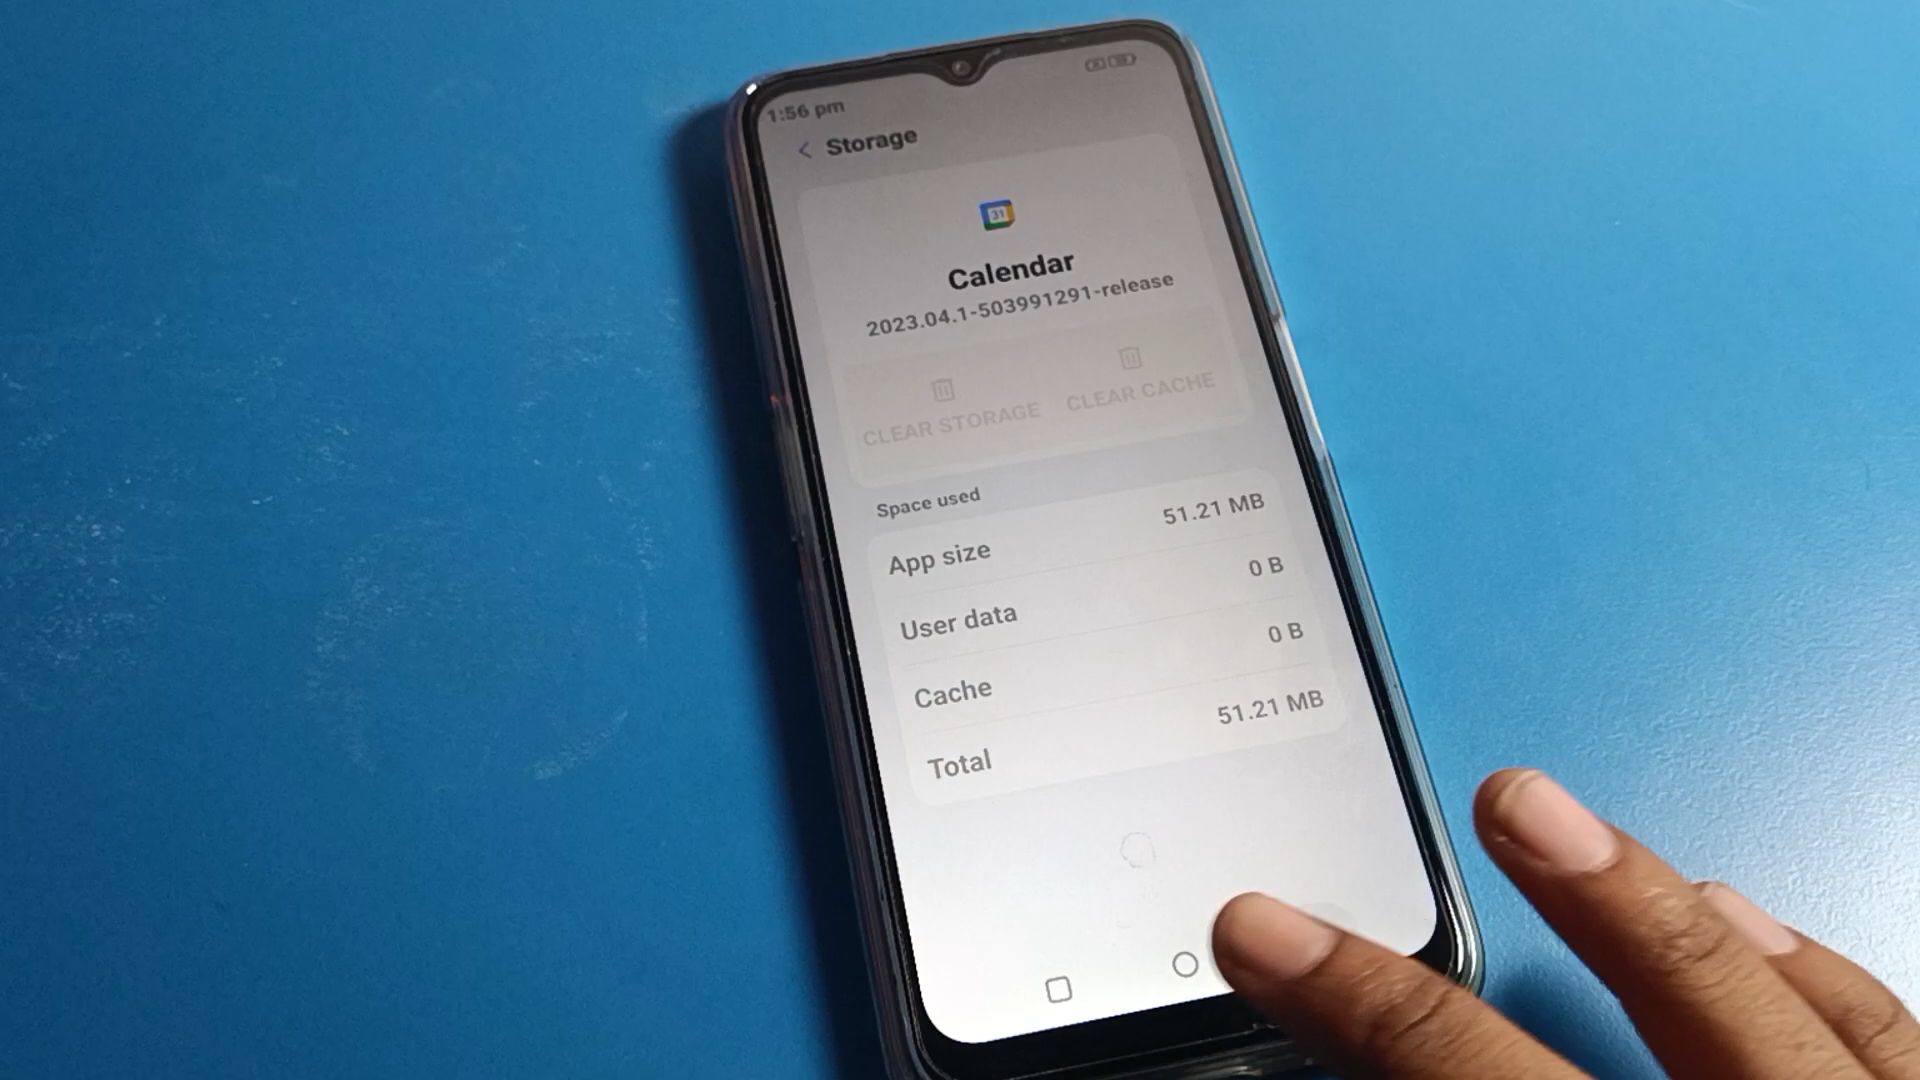 1:56 pm
Storage
31
Calendar
2023.04.1-503991291-release
CLEAR STORAGE
CLEAR CACHE
Space used
App size 51.21 MB
User data 0 B
Cache 0 B
Total 51.21 MB